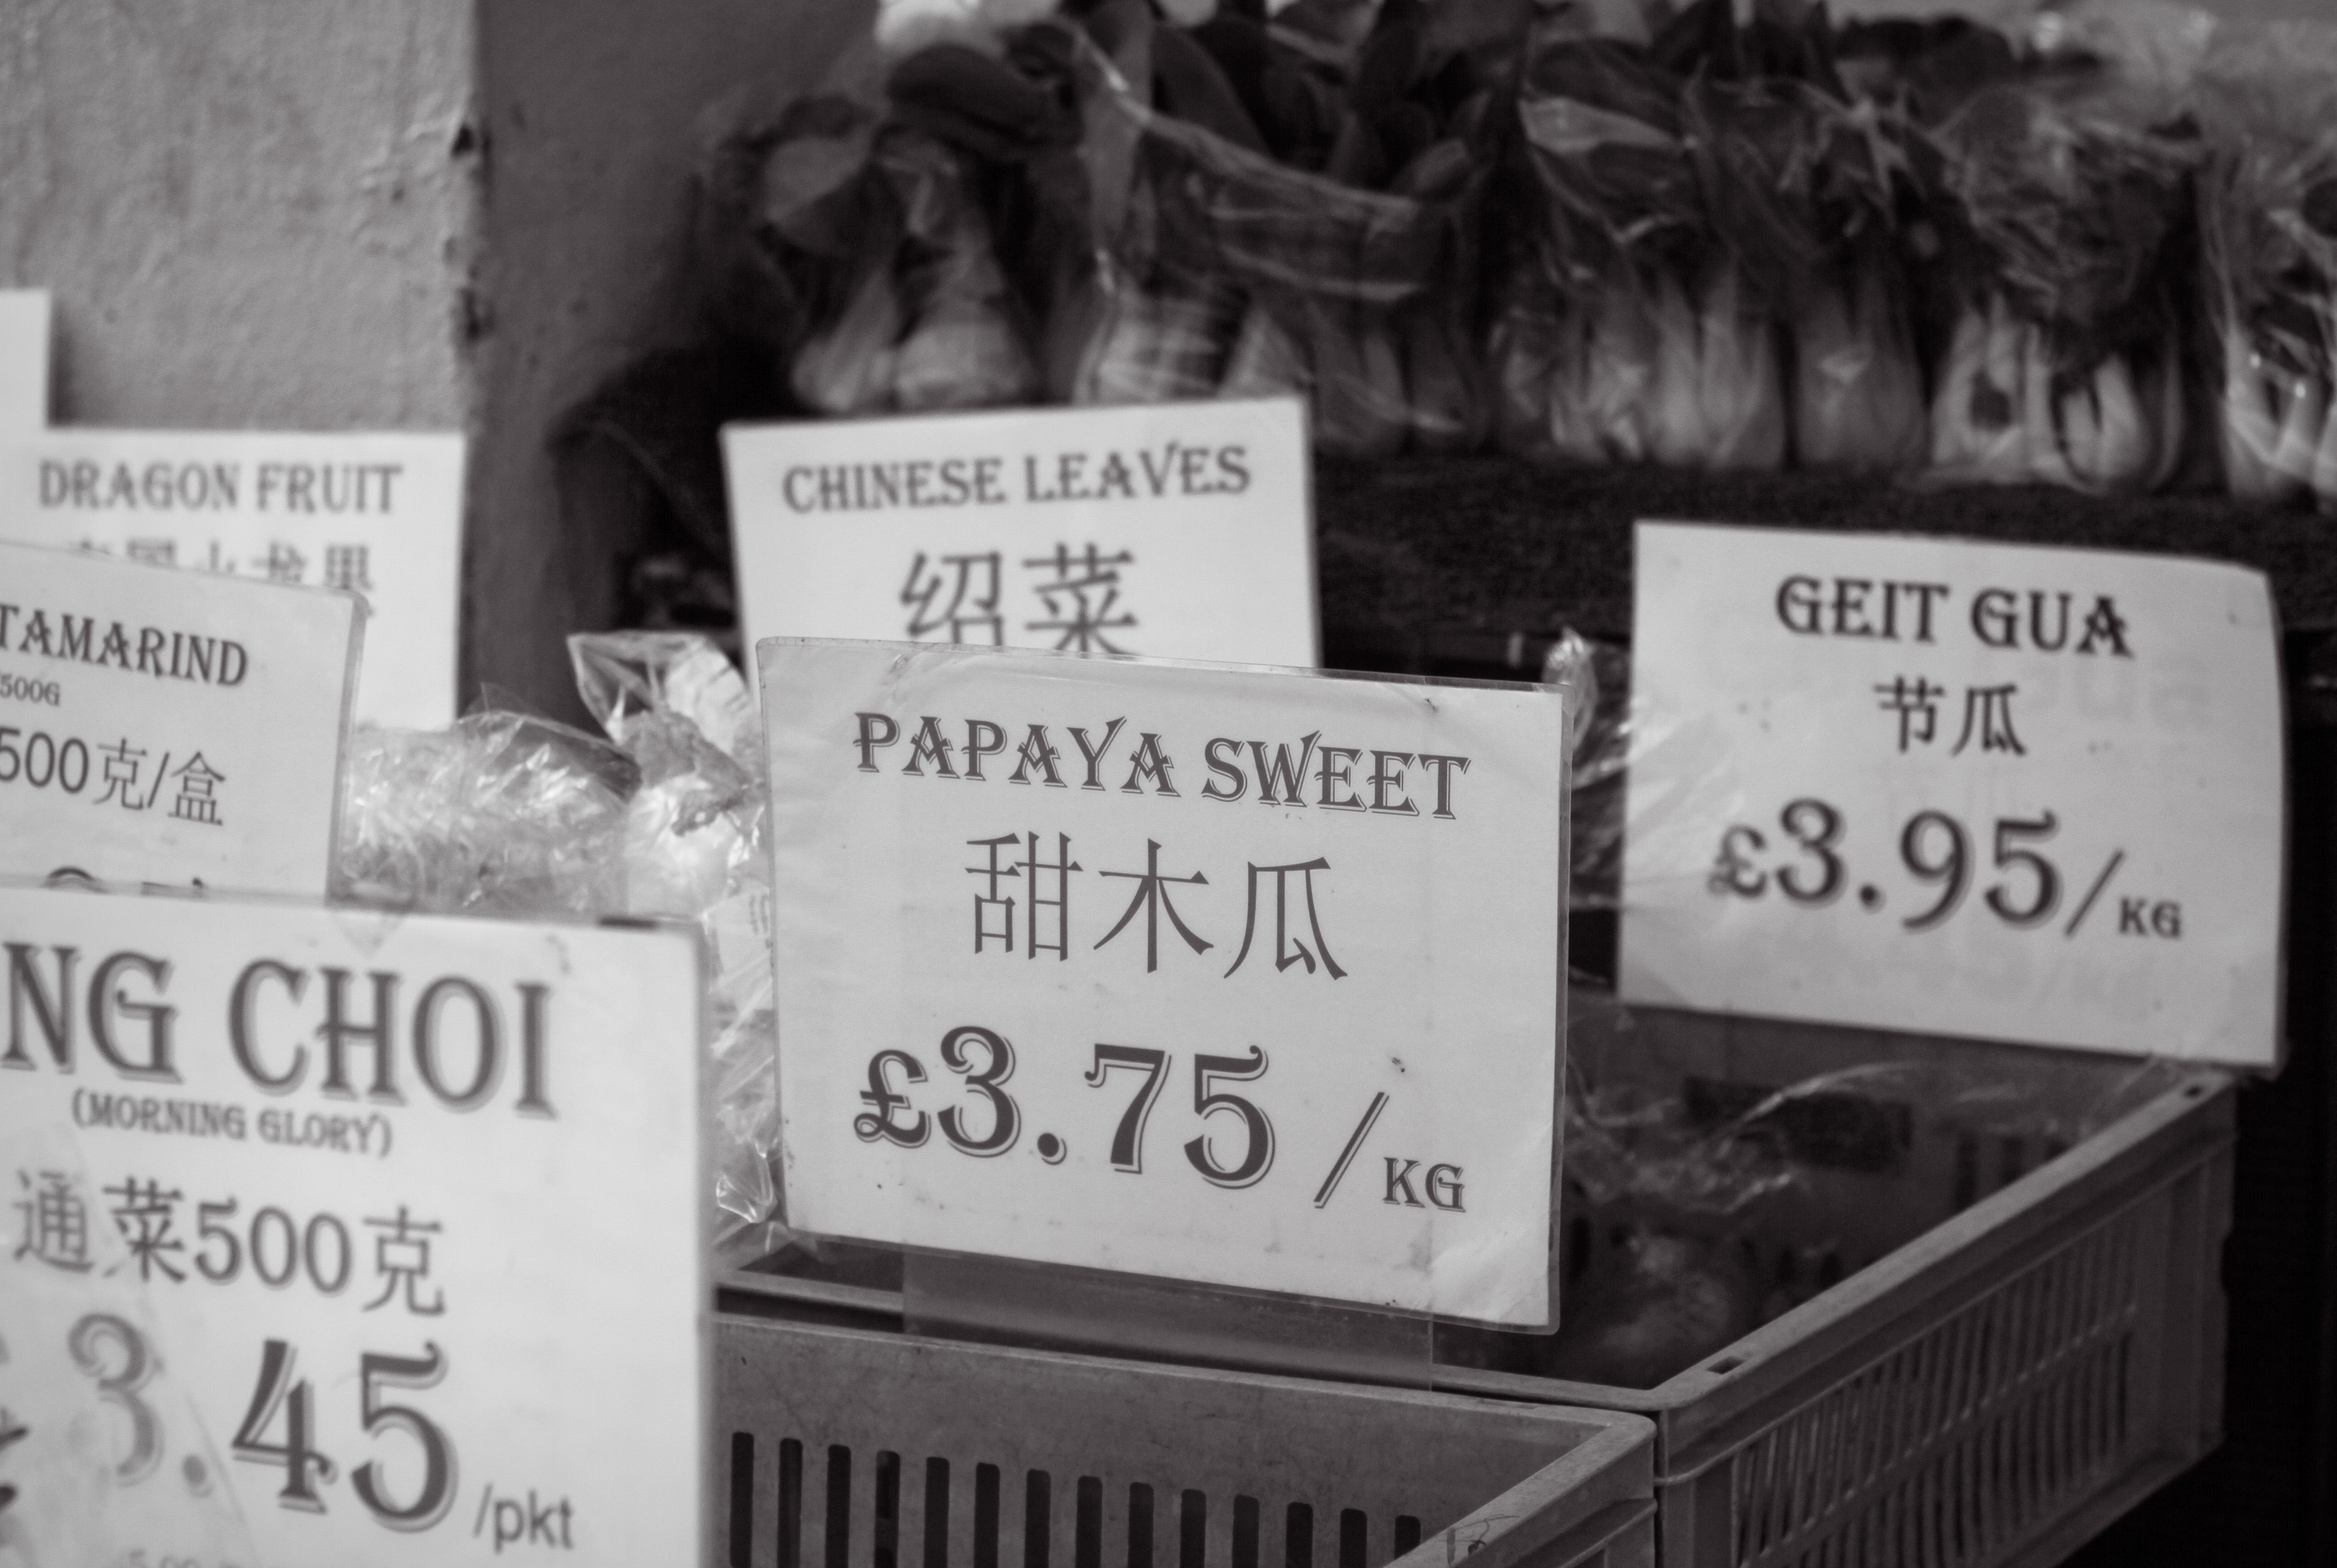 DRAGON FRUIT
TAMARIND
500G
500克/盒
NG CHOI
(MORNING GLORY)
通菜500克
3.45/pkt
CHINESE LEAVES
绍菜
PAPAYA SWEET
甜木瓜
£3.75/KG
GEIT GUA
节瓜
£3.95/KG